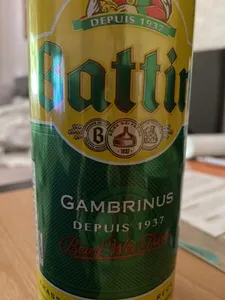 DEPUIS 1937
Battin
B
GAMBRINUS
DEPUIS 1937